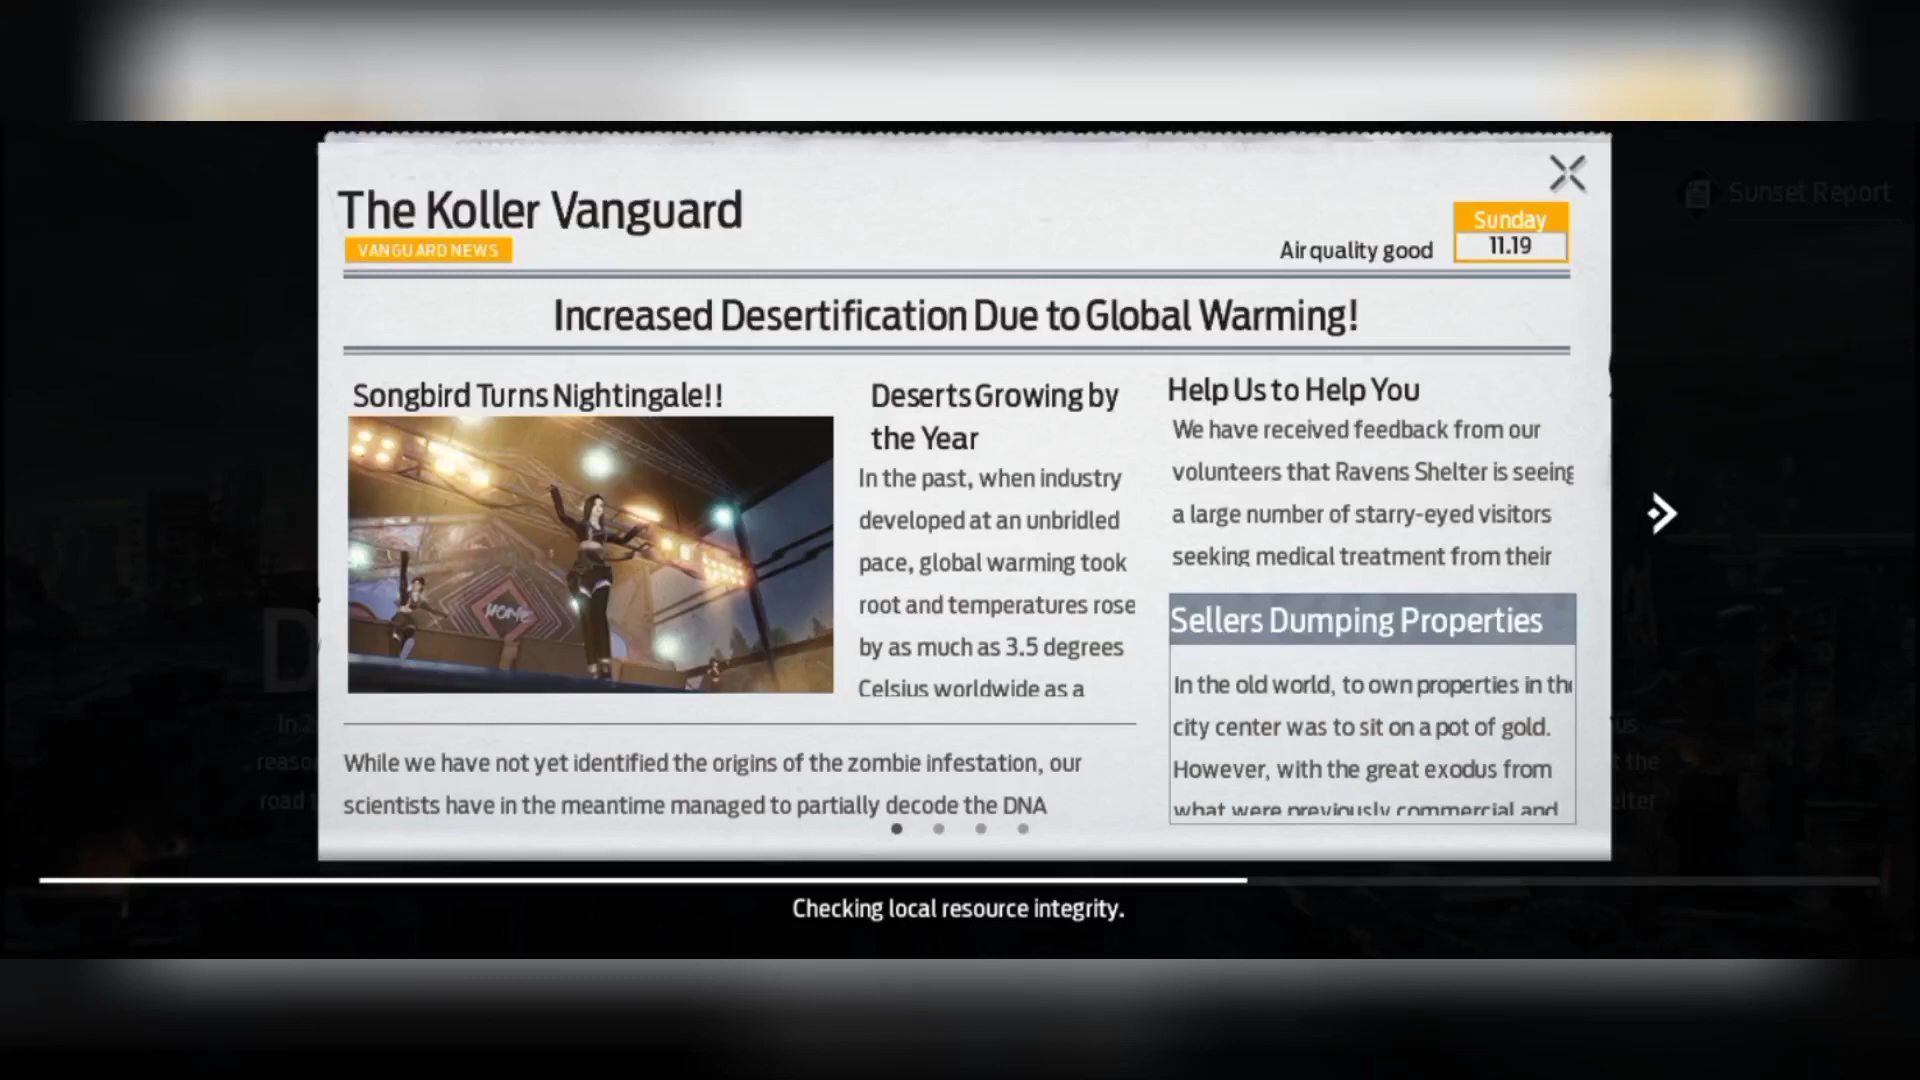 The Koller Vanguard
VANGUARD NEWS
Air quality good
Sunday
11.19
Sunset Report
Increased Desertification Due to Global Warming!
Songbird Turns Nightingale!!
HOME
Deserts Growing by
the Year
In the past, when industry
developed at an unbridled
pace, global warming took
root and temperatures rose
by as much as 3.5 degrees
Celsius worldwide as a
Help Us to Help You
We have received feedback from our
volunteers that Ravens Shelter is seeing
a large number of starry-eyed visitors
seeking medical treatment from their
Sellers Dumping Properties
In the old world, to own properties in the
city center was to sit on a pot of gold.
However, with the great exodus from
what were previously commercial and
While we have not yet identified the origins of the zombie infestation, our
scientists have in the meantime managed to partially decode the DNA
Checking local resource integrity.